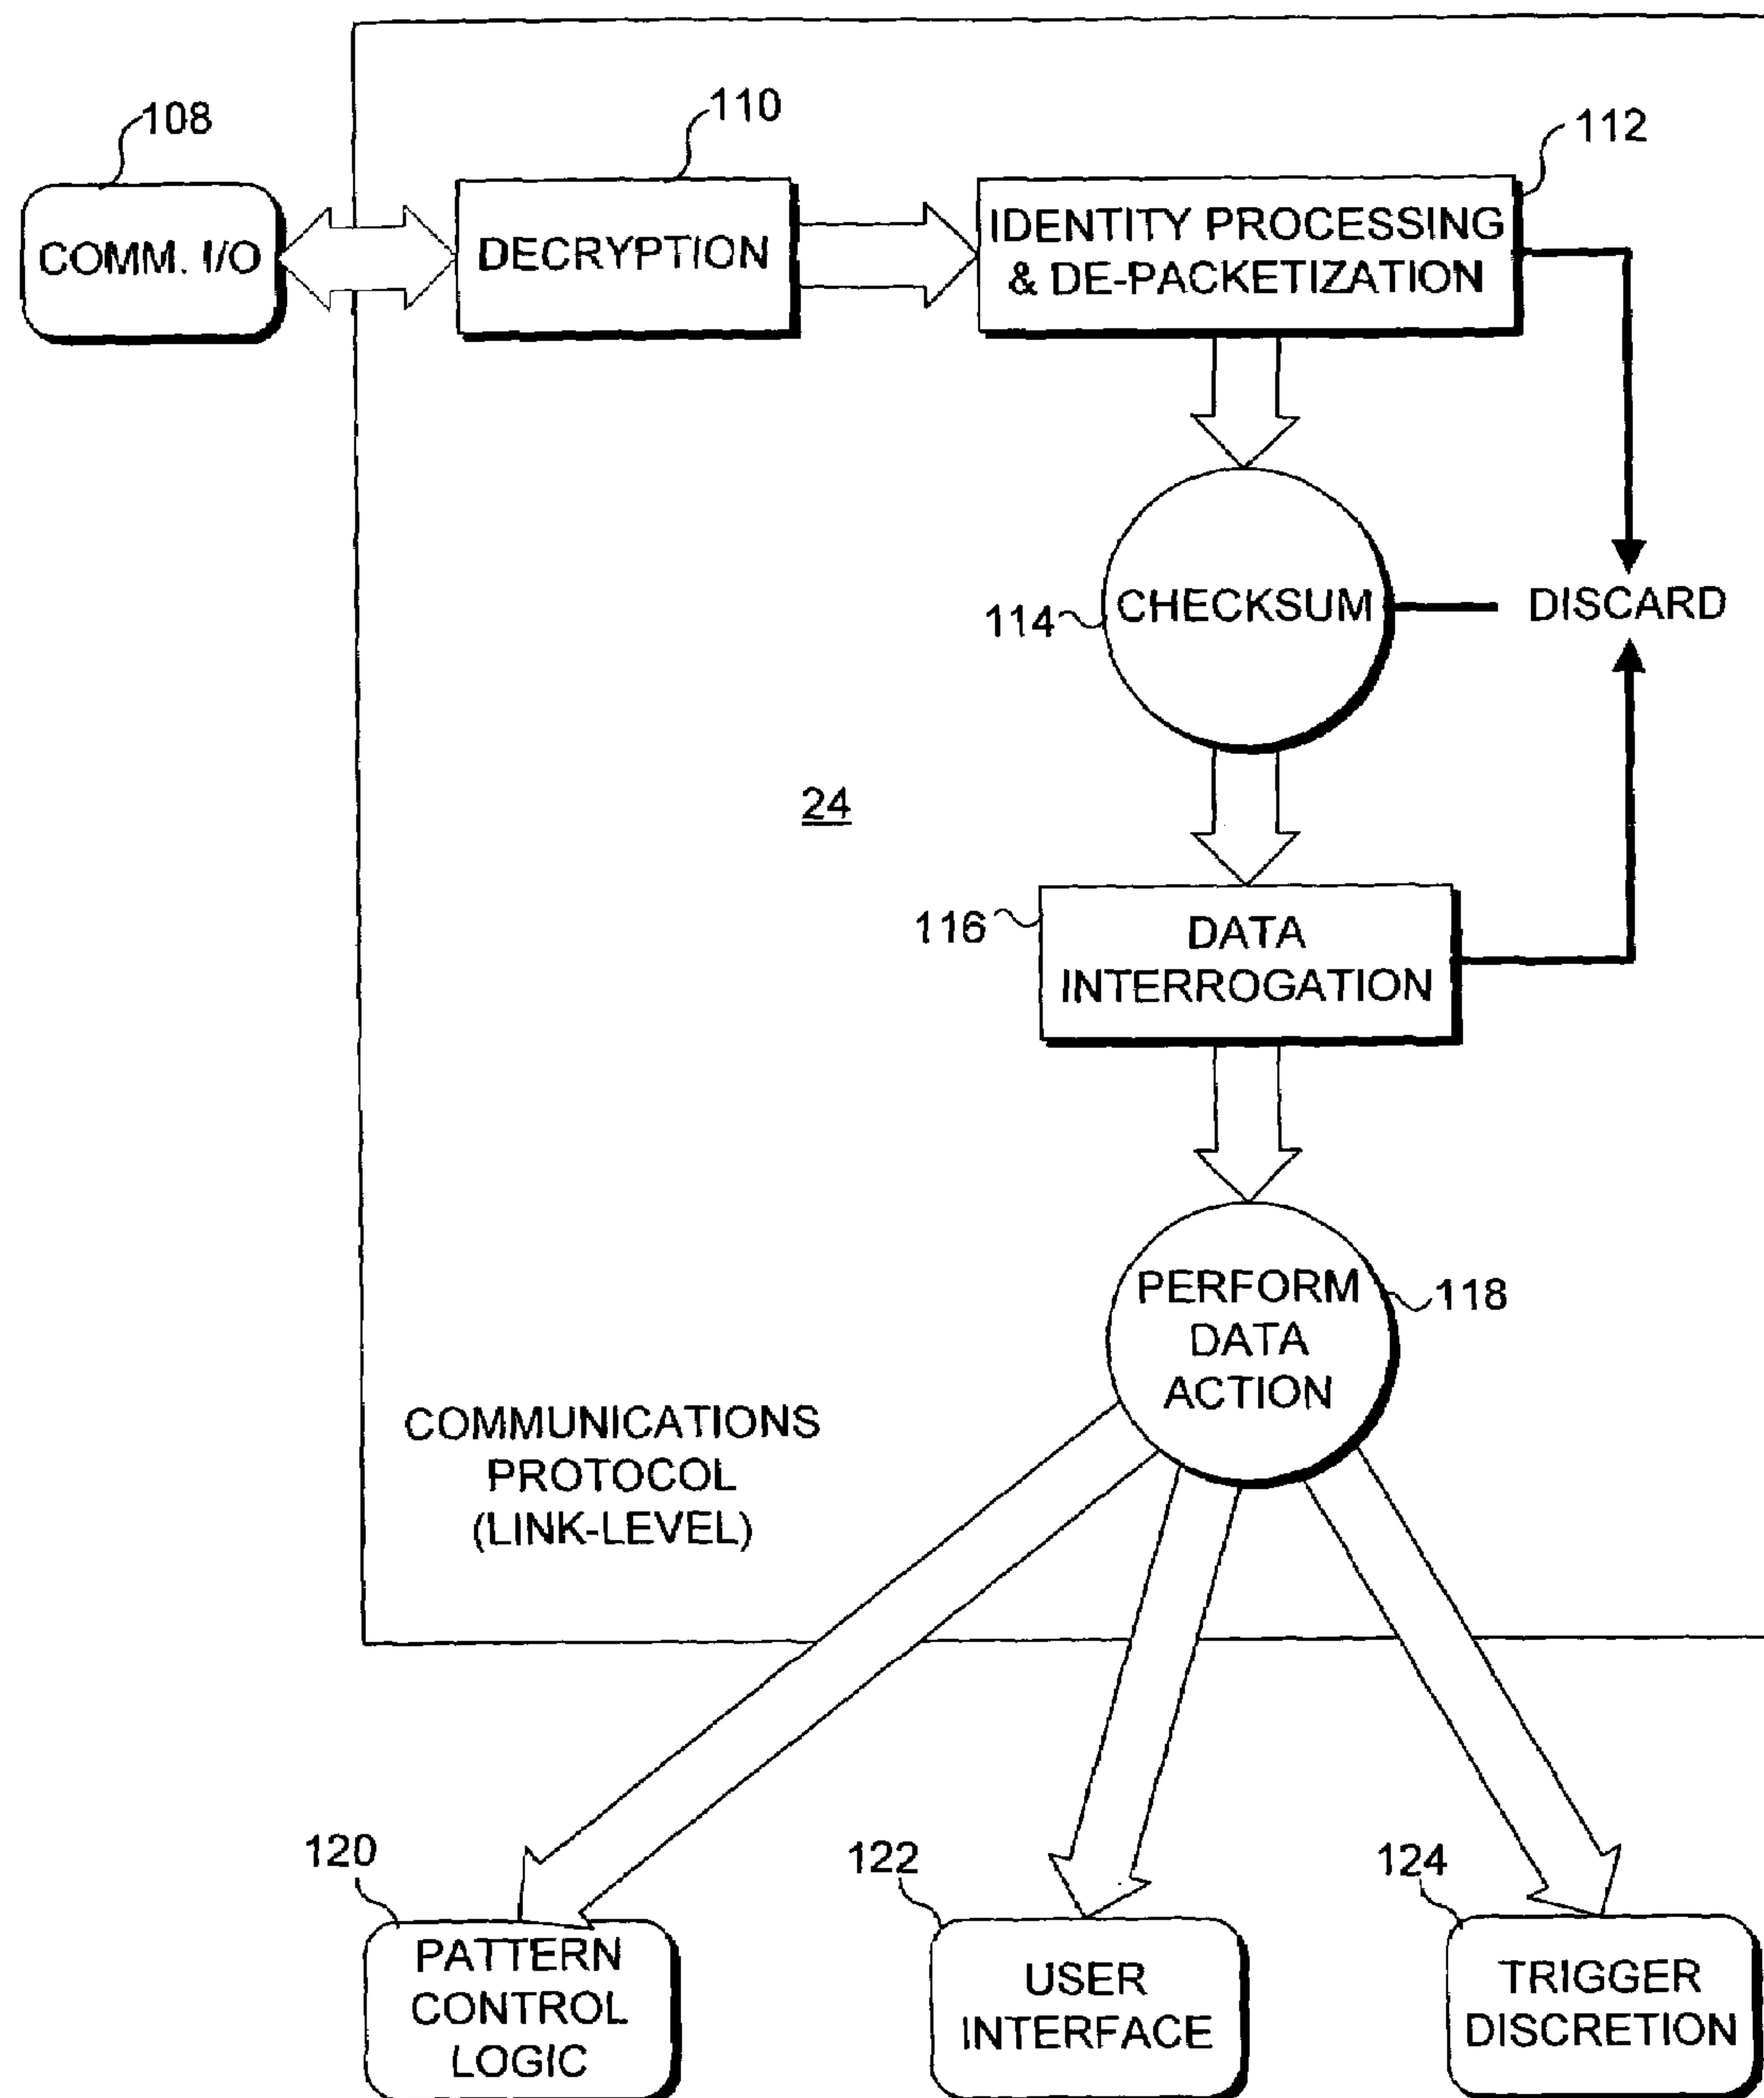 108
110
112
COMM. I/O
DECRYPTION
IDENTITY PROCESSING
& DE-PACKETIZATION
114
CHECKSUM
DISCARD
24
116
DATA
INTERROGATION
PERFORM
DATA
ACTION
118
COMMUNICATIONS
PROTOCOL
(LINK-LEVEL)
120
122
124
PATTERN
CONTROL
LOGIC
USER
INTERFACE
TRIGGER
DISCRETION